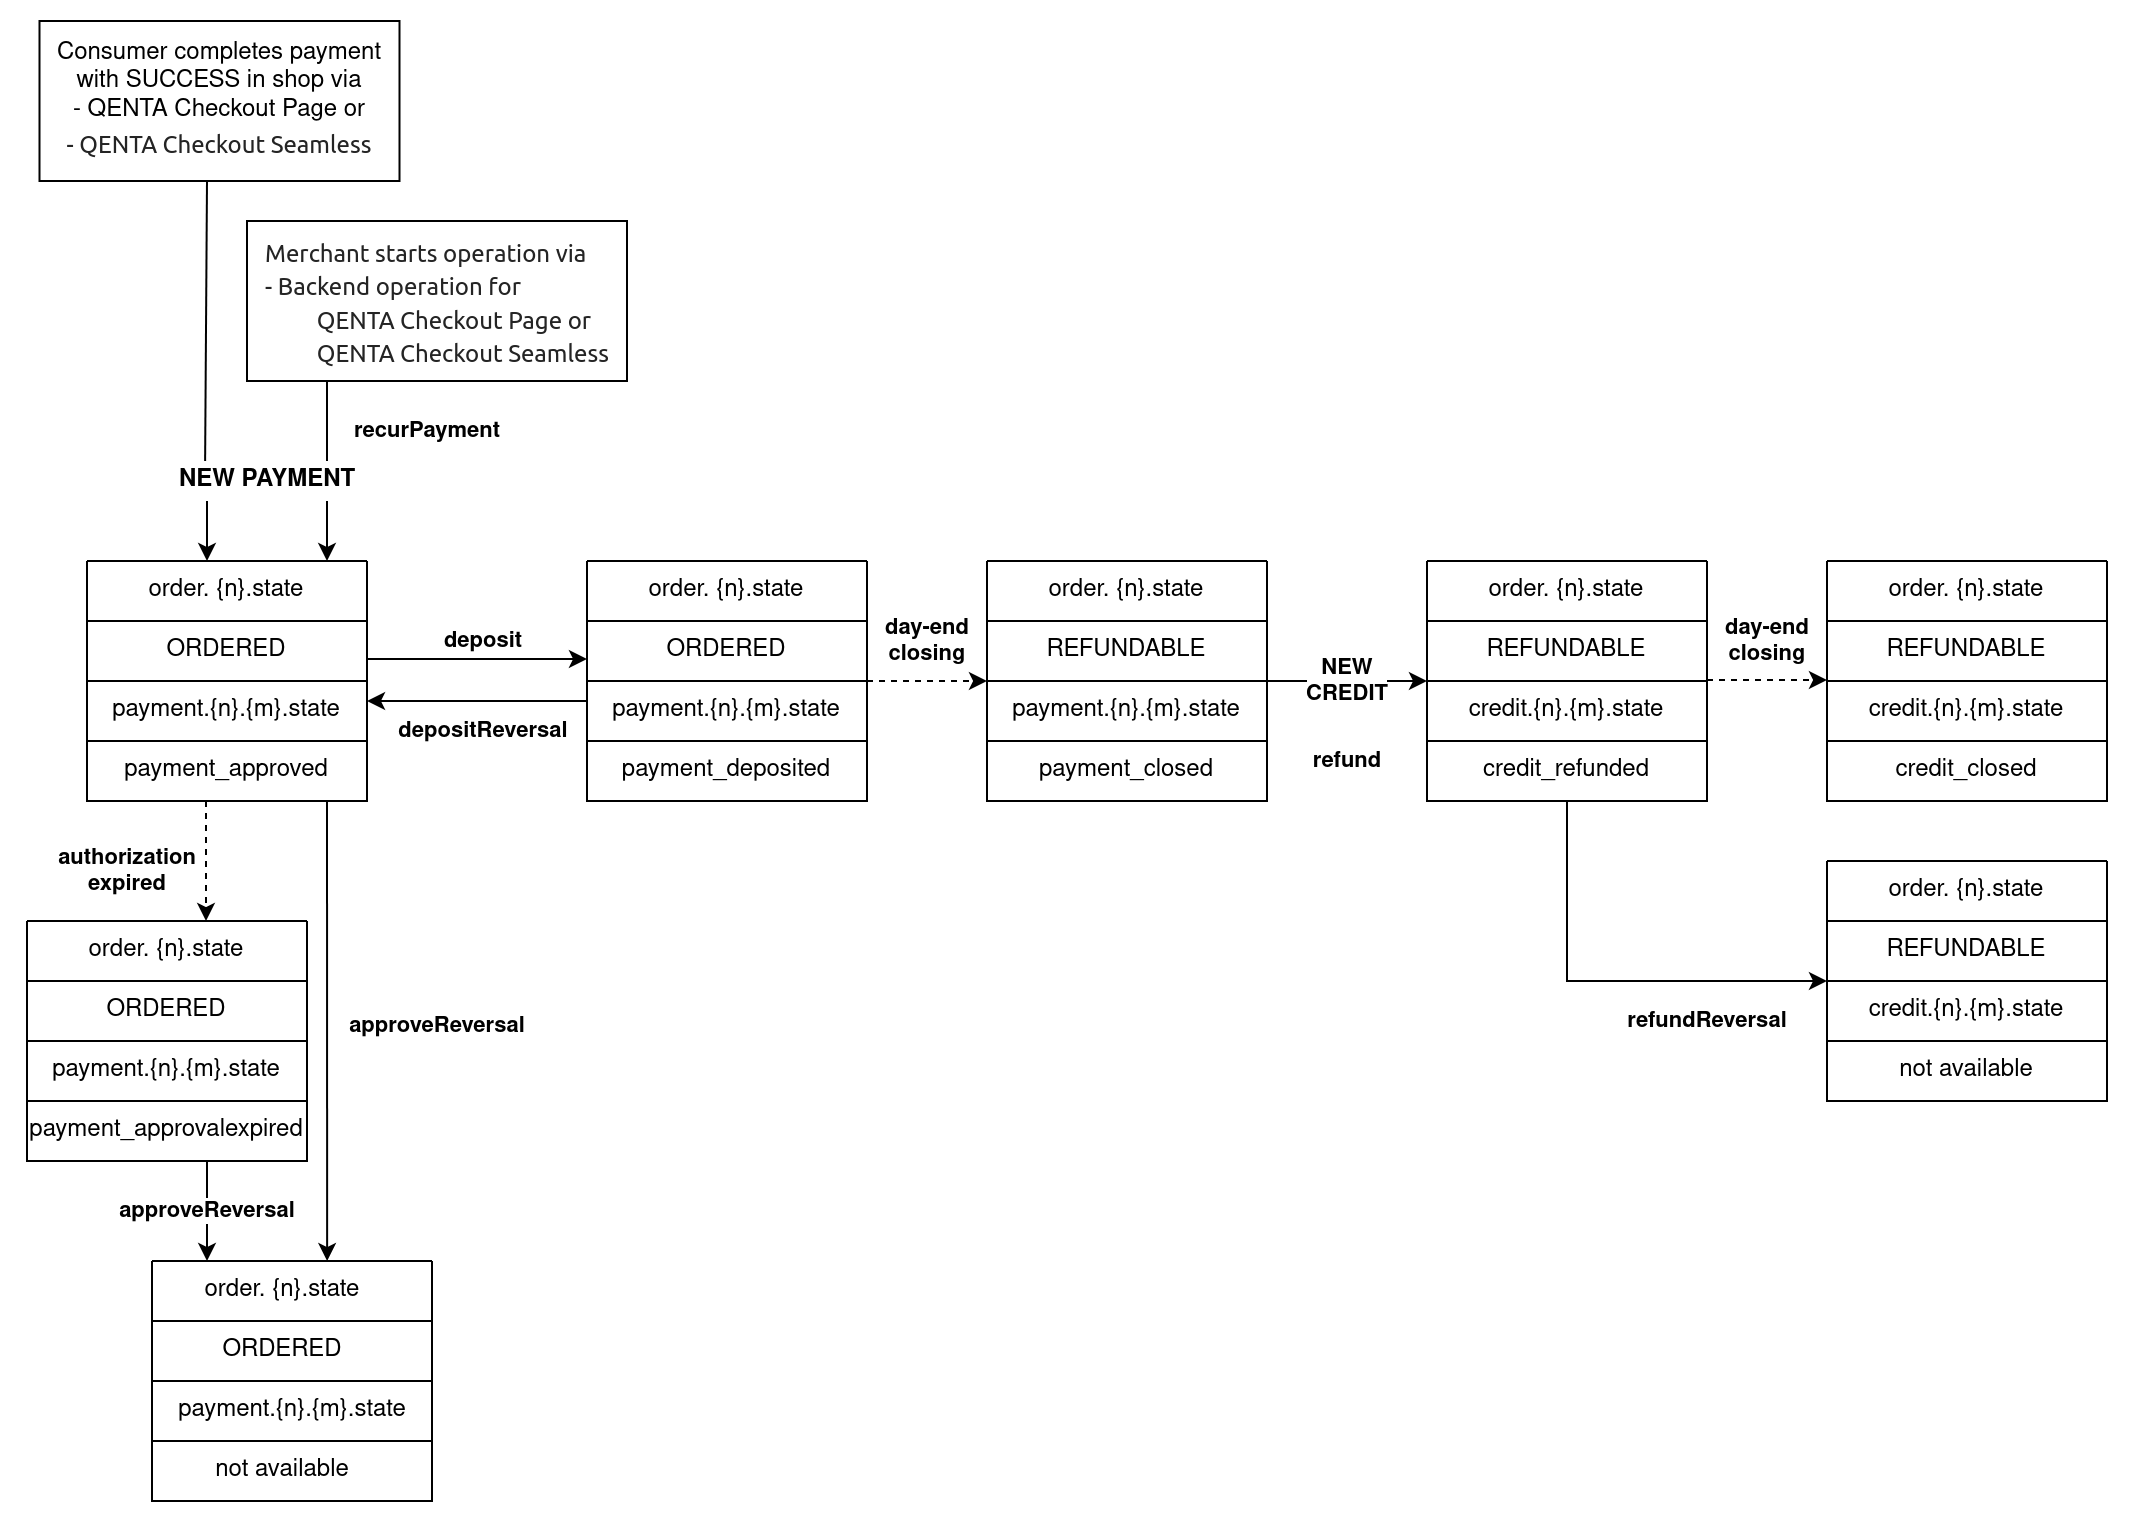 Consumer completes payment
with SUCCESS in shop via
- QENTA Checkout Page or
- QENTA Checkout Seamless
Merchant starts operation via
- Backend operation for
QENTA Checkout Page or
QENTA Checkout Seamless
recurPayment
NEW PAYMENT
order. {n}.state
ORDERED
payment.{n}.{m}.state
payment_approved
deposit
depositReversal
order. {n}.state
ORDERED
payment.{n}.{m}.state
payment_deposited
day-end
closing
order. {n}.state
REFUNDABLE
payment.{n}.{m}.state
payment_closed
NEW
CREDIT
refund
order. {n}.state
REFUNDABLE
credit.{n}.{m}.state
credit_refunded
day-end
closing
order. {n}.state
REFUNDABLE
credit.{n}.{m}.state
credit_closed
authorization
expired
order. {n}.state
ORDERED
payment.{n}.{m}.state
payment_approvalexpired
approveReversal
refundReversal
order. {n}.state
REFUNDABLE
credit.{n}.{m}.state
not available
approveReversal
order. {n}.state
ORDERED
payment.{n}.{m}.state
not available